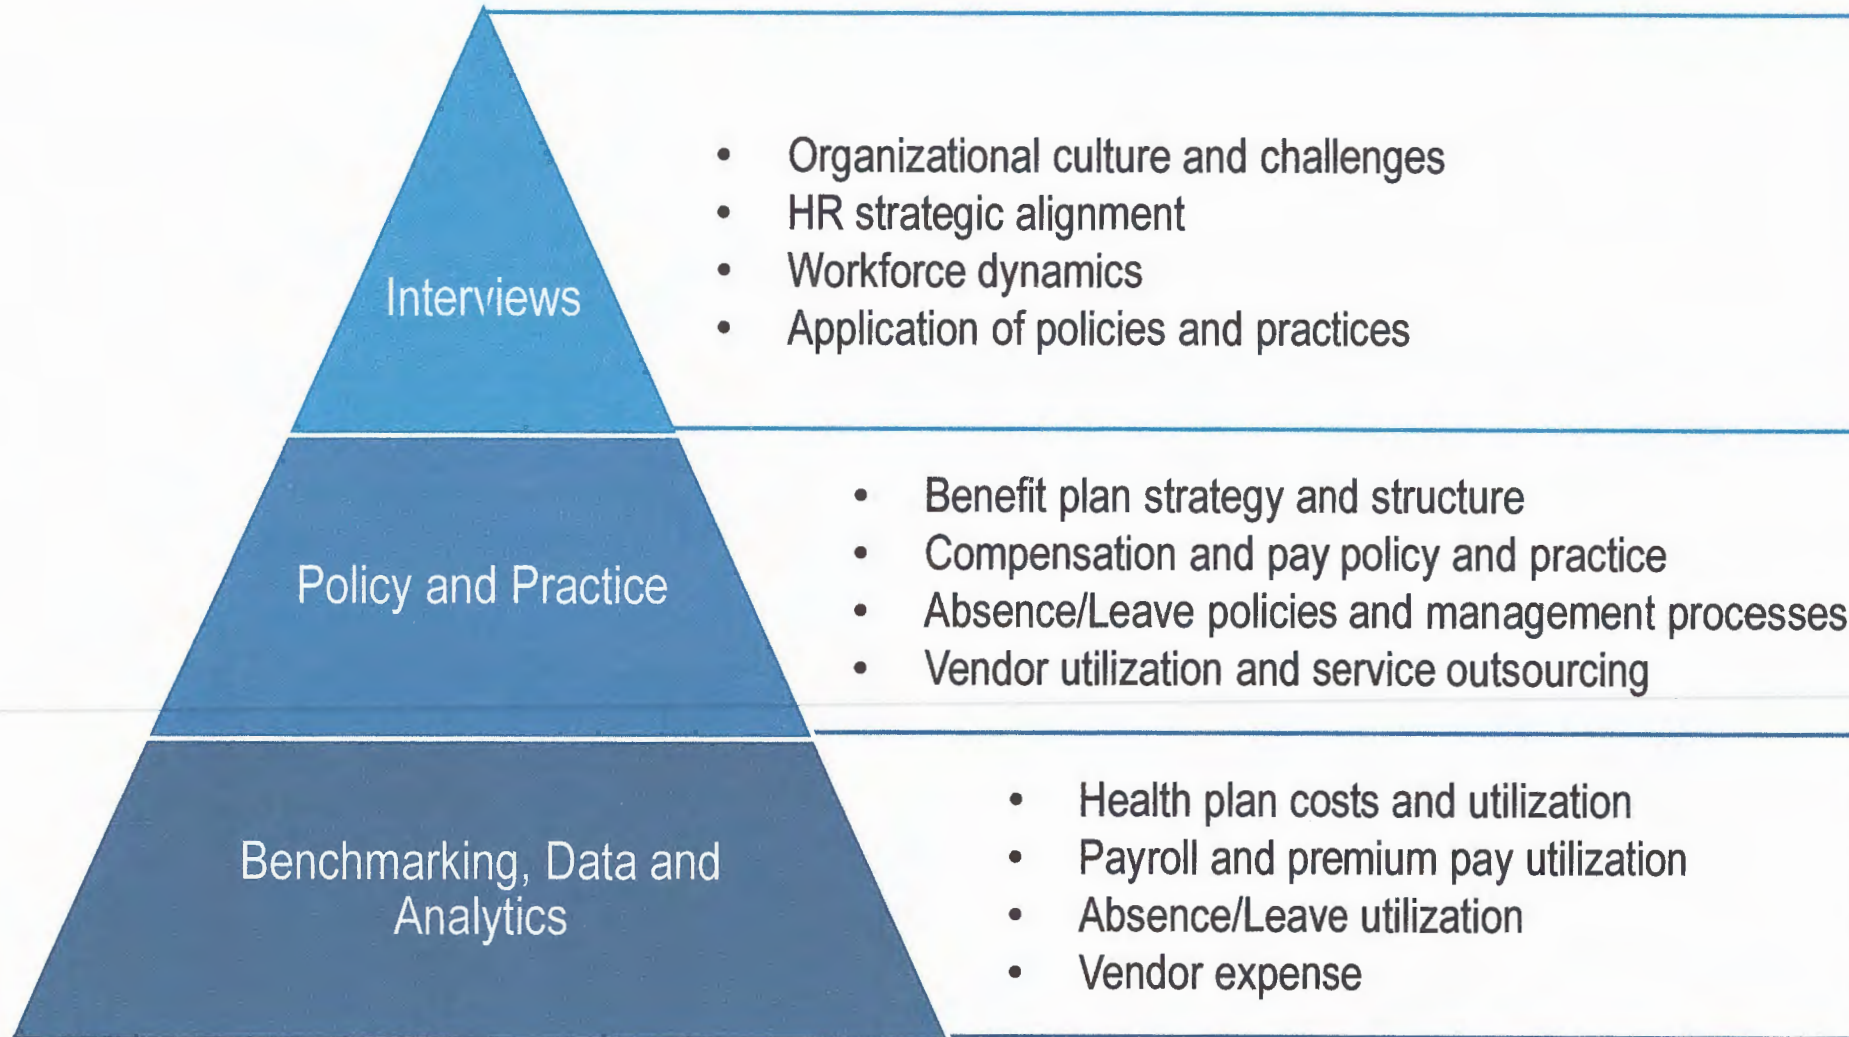 Interviews
• Organizational culture and challenges
• HR strategic alignment
• Workforce dynamics
• Application of policies and practices
Policy and Practice
• Benefit plan strategy and structure
• Compensation and pay policy and practice
• Absence/Leave policies and management processes
• Vendor utilization and service outsourcing
Benchmarking, Data and
Analytics
• Health plan costs and utilization
• Payroll and premium pay utilization
• Absence/Leave utilization
• Vendor expense